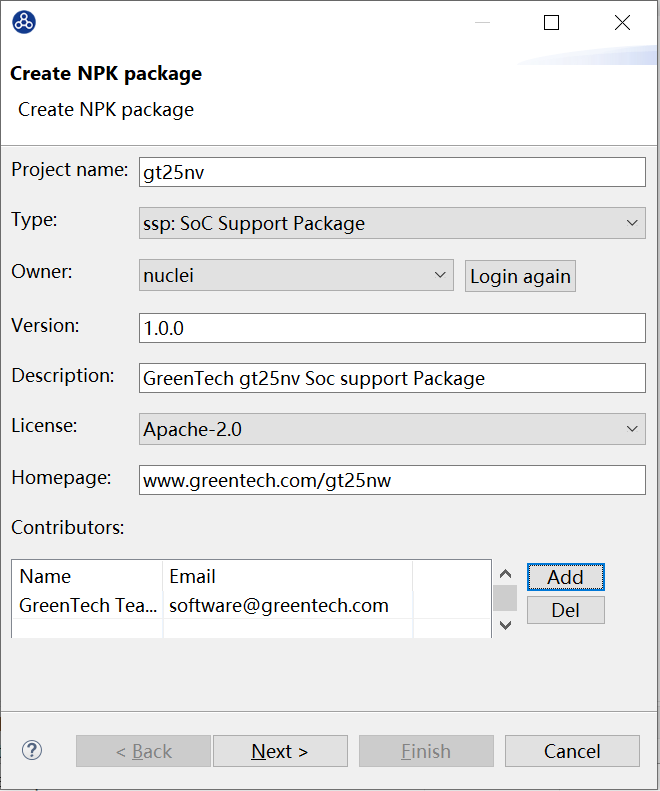 Create NPK package
Create NPK package
Project name: gt25nv
Type: ssp: SoC Support Package
Owner: nuclei Login again
Version: 1.0.0
Description: GreenTech gt25nv Soc support Package
License: Apache-2.0
Homepage: www.greentech.com/gt25nw
Contributors:
Name Email
GreenTech Tea... software@greentech.com
Add
Del
? < Back Next > Finish Cancel